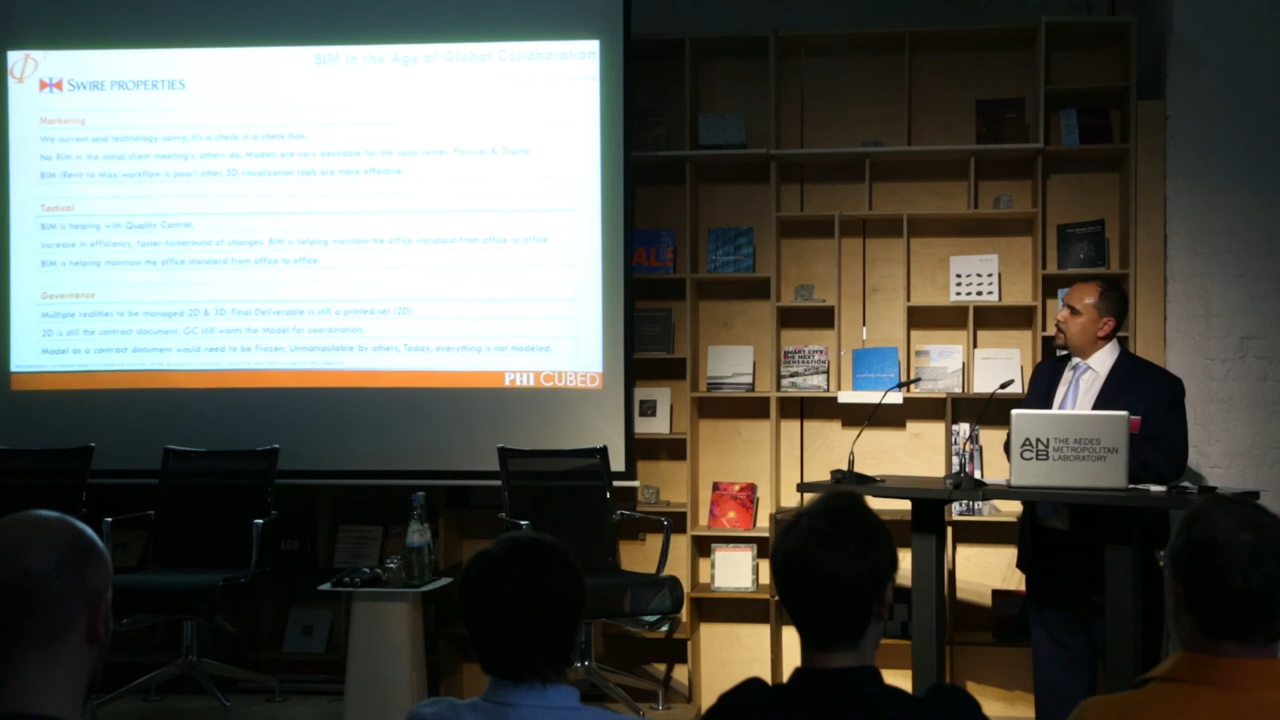 BIM in the Age of Global Collaboration
Φ
SWIRE PROPERTIES
Marketing
We current and technology savvy, it's a check in a check box.
No BIM in the initial client meeting's, others do. Models are very desirable for the sales center, Physical & Digital
BIM (Revit to Max workflow is poor) other 3D visualization tools are more effective.
Tactical
BIM is helping with Quality Control.
Increase in efficiency, faster turnaround of changes. BIM is helping maintain the office standard from office to office
BIM is helping maintain the office standard from office to office.
Governance
Multiple realities to be managed 2D & 3D. Final Deliverable is still a printed set (2D).
2D is still the contract document. GC still wants the Model for coordination.
Model as a contract document would need to be Frozen, Unmanipulable by others, Today, everything is not modeled.
PHI CUBED
ALS
SMART CITY
THE NEXT
GENERATION
AN
CB
THE AEDES
METROPOLITAN
LABORATORY